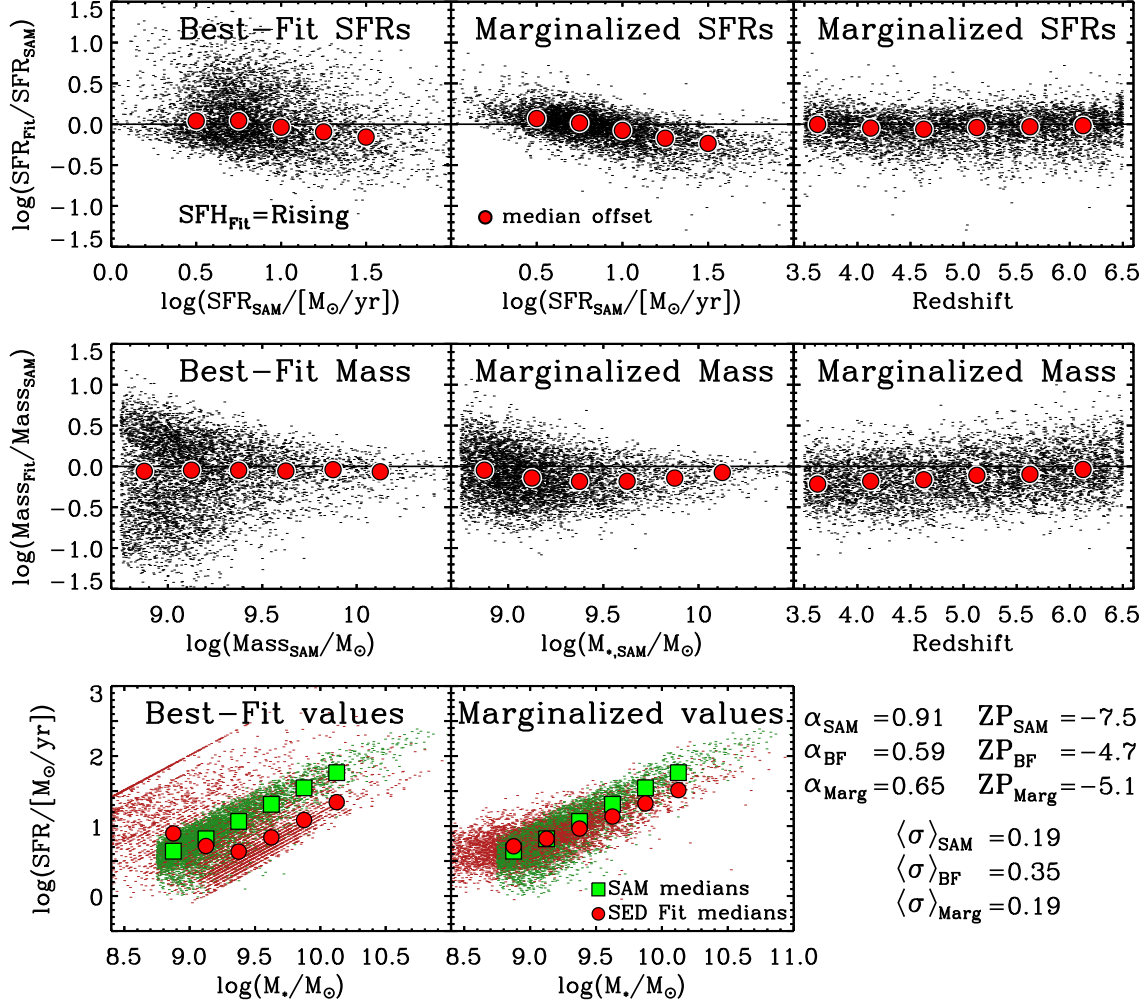 Best−Fit SFRs
Marginalized SFRs
Marginalized SFRs
log(SFR_Fit/SFR_SAM)
1.5
1.0
0.5
0.0
−0.5
−1.0
−1.5
SFH_Fit=Rising
median offset
0.0 0.5 1.0 1.5
0.5 1.0 1.5
3.5 4.0 4.5 5.0 5.5 6.0 6.5
log(SFR_SAM/[M_⊙/yr])
log(SFR_SAM/[M_⊙/yr])
Redshift
Best−Fit Mass
Marginalized Mass
Marginalized Mass
log(Mass_Fit/Mass_SAM)
1.5
1.0
0.5
0.0
−0.5
−1.0
−1.5
9.0 9.5 10
9.0 9.5 10
3.5 4.0 4.5 5.0 5.5 6.0 6.5
log(Mass_SAM/M_⊙)
log(M_*,SAM/M_⊙)
Redshift
Best−Fit values
Marginalized values
log(SFR/[M_⊙/yr])
3
2
1
0
SAM medians
SED Fit medians
8.5 9.0 9.5 10.0 10.5
8.5 9.0 9.5 10.0 10.5 11.0
log(M_*/M_⊙)
log(M_*/M_⊙)
α_SAM =0.91 ZP_SAM =−7.5
α_BF =0.59 ZP_BF =−4.7
α_Marg =0.65 ZP_Marg=−5.1
⟨σ⟩_SAM =0.19
⟨σ⟩_BF =0.35
⟨σ⟩_Marg =0.19